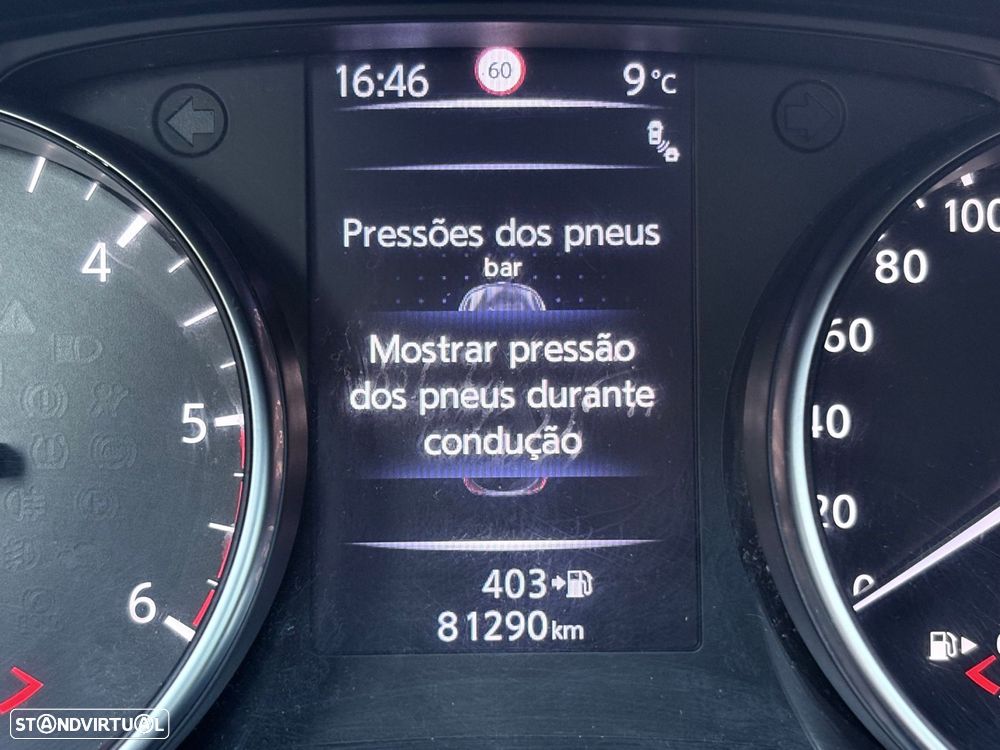 16:46 60 9°C
Pressões dos pneus
bar
Mostrar pressão
dos pneus durante
condução
403
81290km
4
5
6
100
80
60
40
20
0
STANDVIRTUAL